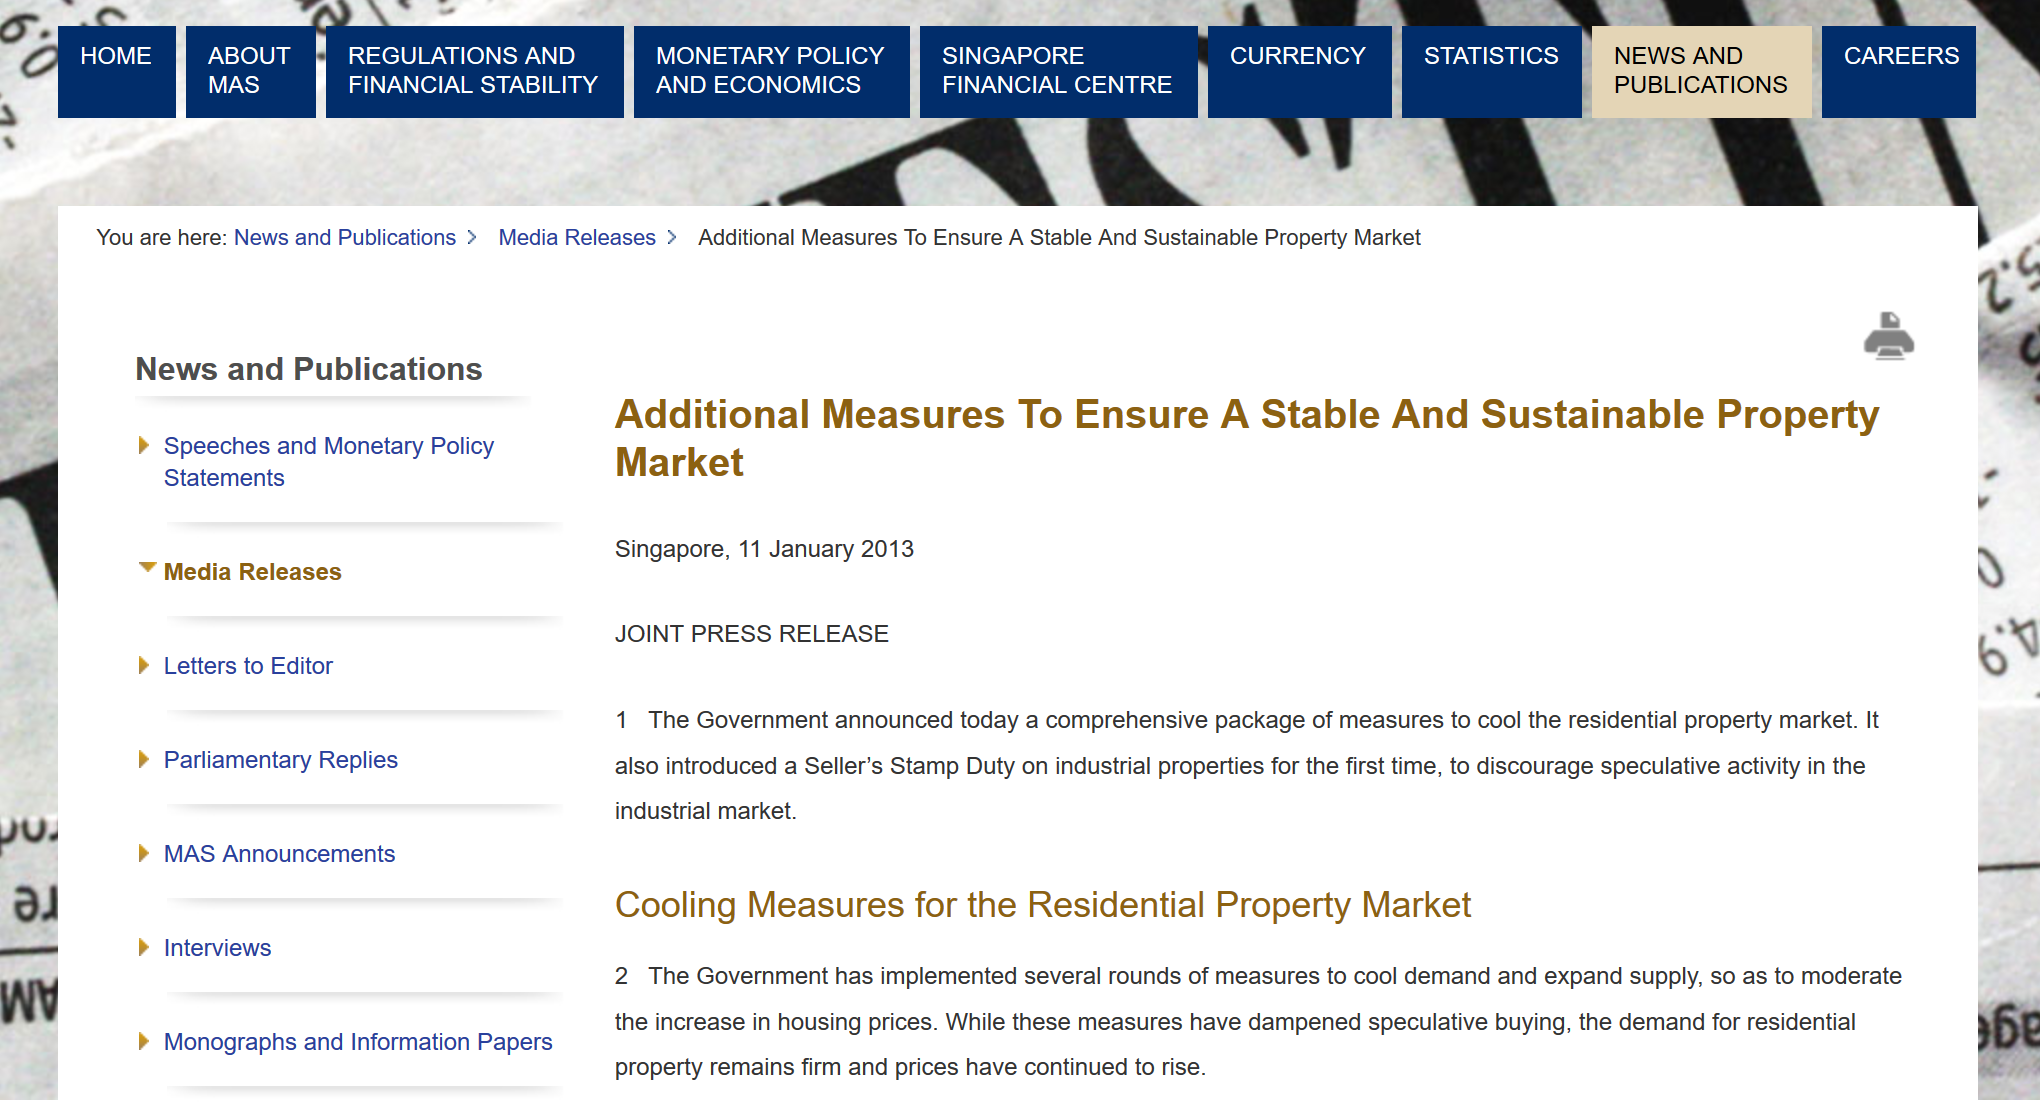 HOME
ABOUT
MAS
REGULATIONS AND
FINANCIAL STABILITY
MONETARY POLICY
AND ECONOMICS
SINGAPORE
FINANCIAL CENTRE
CURRENCY
STATISTICS
NEWS AND
PUBLICATIONS
CAREERS
You are here: News and Publications > Media Releases > Additional Measures To Ensure A Stable And Sustainable Property Market
News and Publications
Speeches and Monetary Policy
Statements
Media Releases
Letters to Editor
Parliamentary Replies
MAS Announcements
Interviews
Monographs and Information Papers
Additional Measures To Ensure A Stable And Sustainable Property
Market
Singapore, 11 January 2013
JOINT PRESS RELEASE
1 The Government announced today a comprehensive package of measures to cool the residential property market. It
also introduced a Seller’s Stamp Duty on industrial properties for the first time, to discourage speculative activity in the
industrial market.
Cooling Measures for the Residential Property Market
2 The Government has implemented several rounds of measures to cool demand and expand supply, so as to moderate
the increase in housing prices. While these measures have dampened speculative buying, the demand for residential
property remains firm and prices have continued to rise.